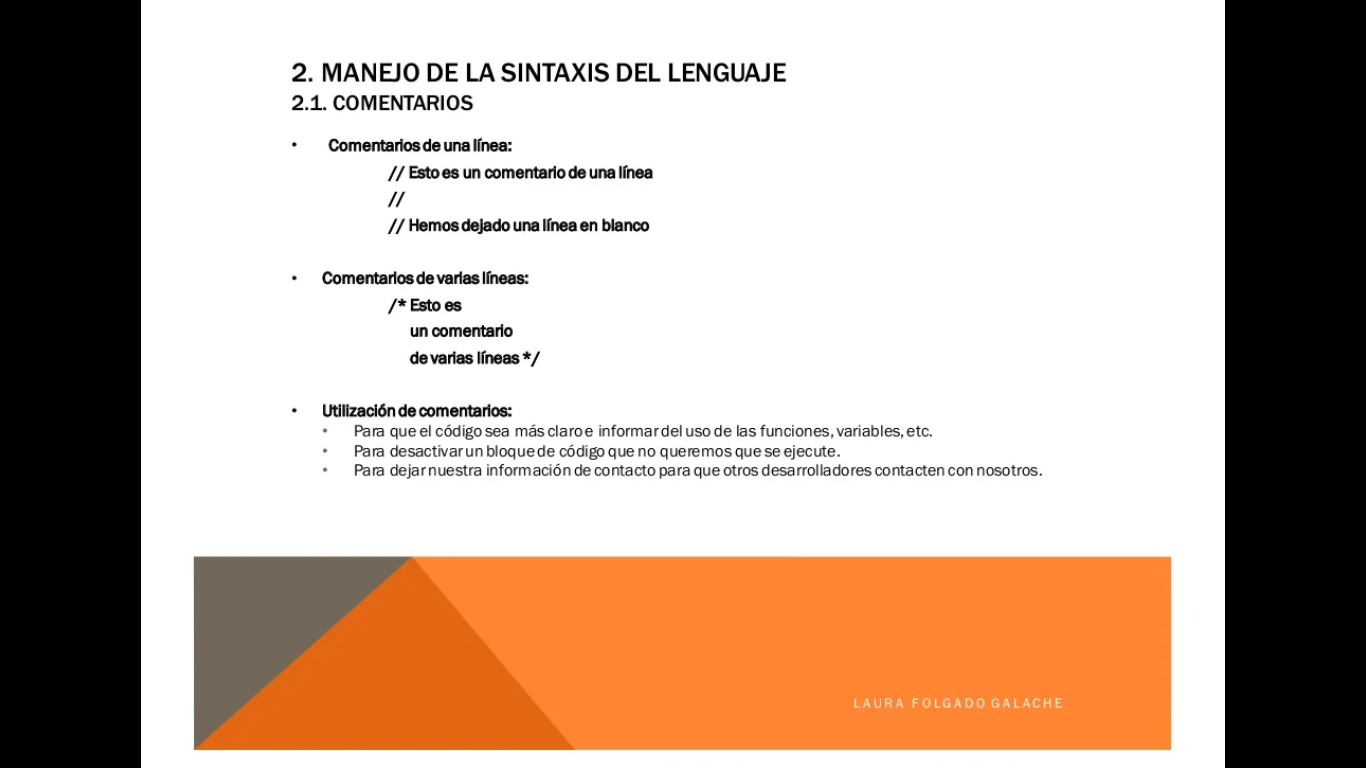 2. MANEJO DE LA SINTAXIS DEL LENGUAJE
2.1. COMENTARIOS
• Comentarios de una línea:
// Esto es un comentario de una línea
//
// Hemos dejado una línea en blanco
• Comentarios de varias líneas:
/* Esto es
un comentario
de varias líneas */
• Utilización de comentarios:
• Para que el código sea más claro e informar del uso de las funciones, variables, etc.
• Para desactivar un bloque de código que no queremos que se ejecute.
• Para dejar nuestra información de contacto para que otros desarrolladores contacten con nosotros.
LAURA FOLGADO GALACHE